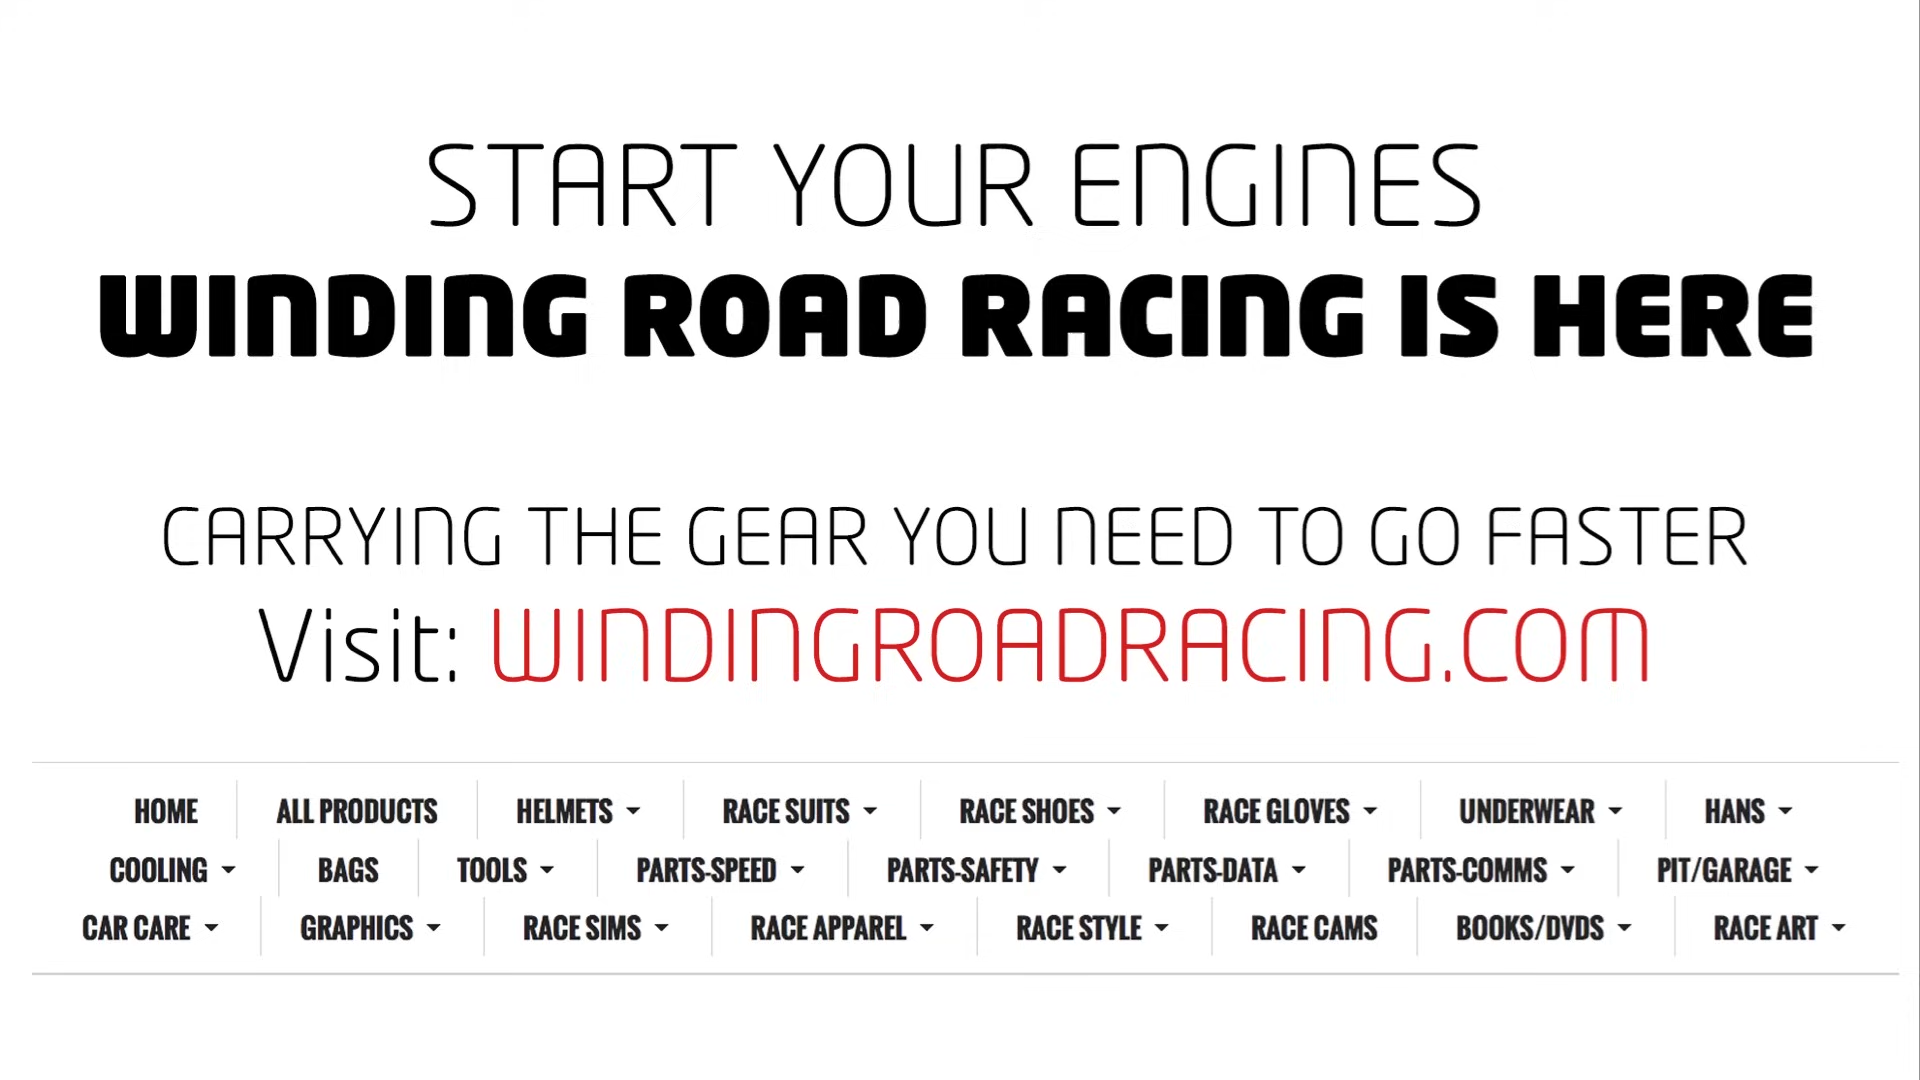 START YOUR ENGINES
WINDING ROAD RACING IS HERE
CARRYING THE GEAR YOU NEED TO GO FASTER
Visit: WINDINGROADRACING.COM
HOME ALL PRODUCTS HELMETS RACE SUITS RACE SHOES RACE GLOVES UNDERWEAR HANS
COOLING BAGS TOOLS PARTS-SPEED PARTS-SAFETY PARTS-DATA PARTS-COMMS PIT/GARAGE
CAR CARE GRAPHICS RACE SIMS RACE APPAREL RACE STYLE RACE CAMS BOOKS/DVDS RACE ART